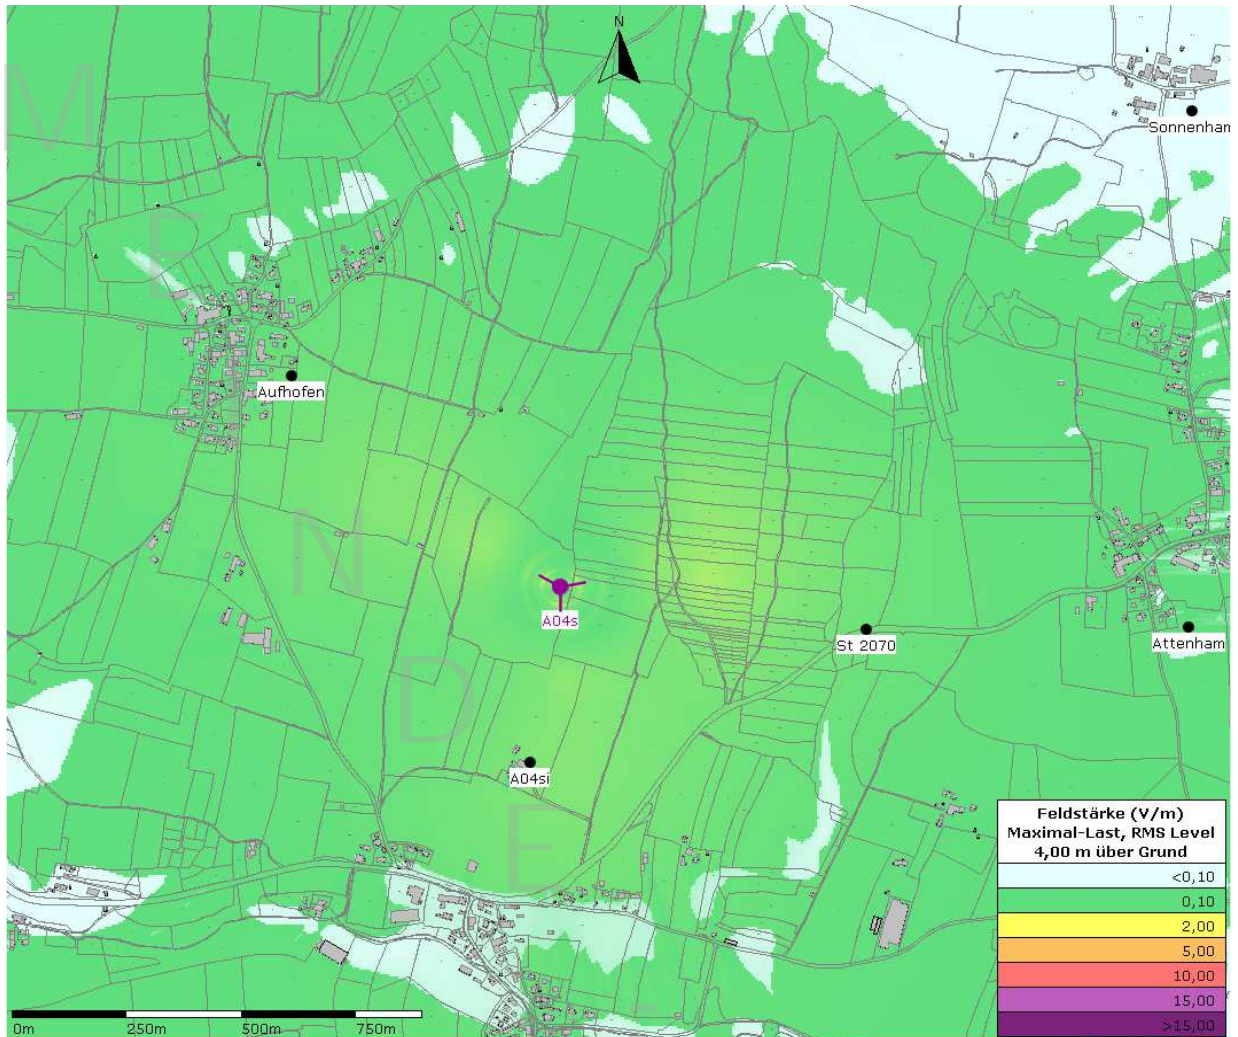 N
M
Sonnenham
E
Aufhofen
N
A04s
St 2070
Attenham
D
A04si
E
Feldstärke (V/m)
Maximal-Last, RMS Level
4,00 m über Grund
<0,10
0,10
2,00
5,00
10,00
15,00
>15,00
0m 250m 500m 750m